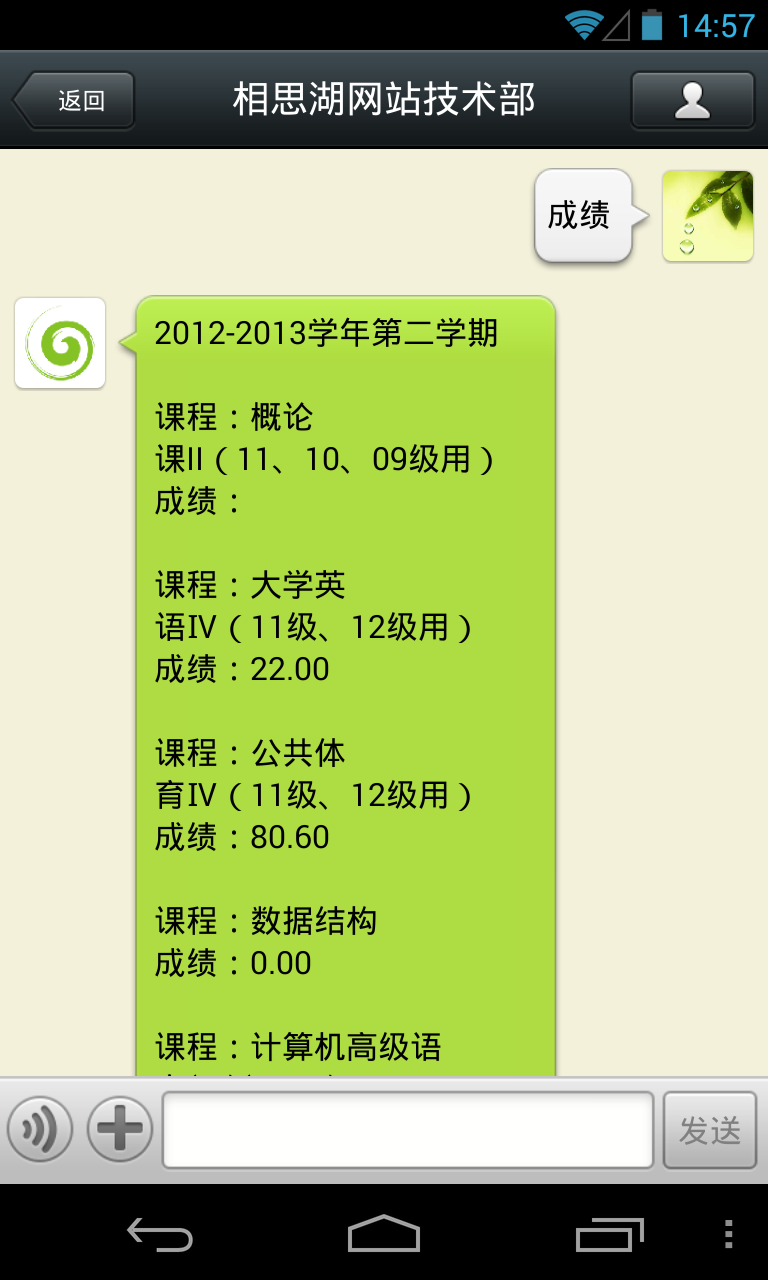 14:57
返回
相思湖网站技术部
成绩
2012-2013学年第二学期
课程：概论
课II（11、10、09级用）
成绩：
课程：大学英
语Ⅳ（11级、12级用）
成绩：22.00
课程：公共体
育Ⅳ（11级、12级用）
成绩：80.60
课程：数据结构
成绩：0.00
课程：计算机高级语
发送